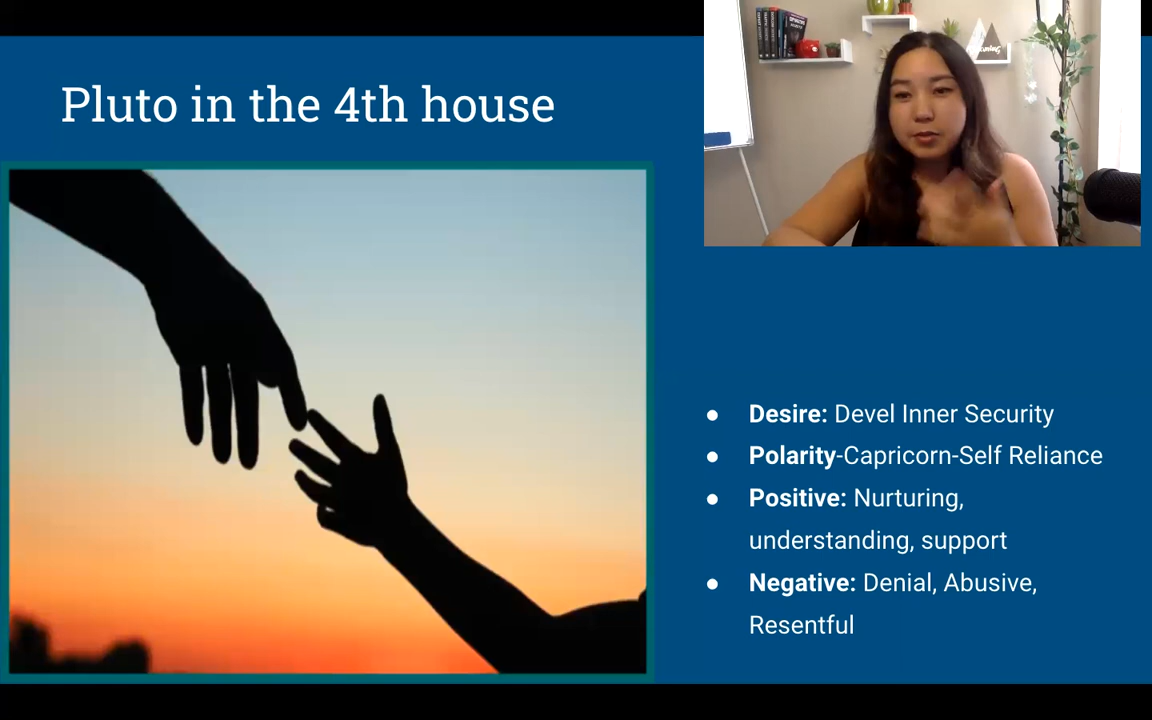 Pluto in the 4th house
● Desire: Devel Inner Security
● Polarity-Capricorn-Self Reliance
● Positive: Nurturing,
understanding, support
● Negative: Denial, Abusive,
Resentful